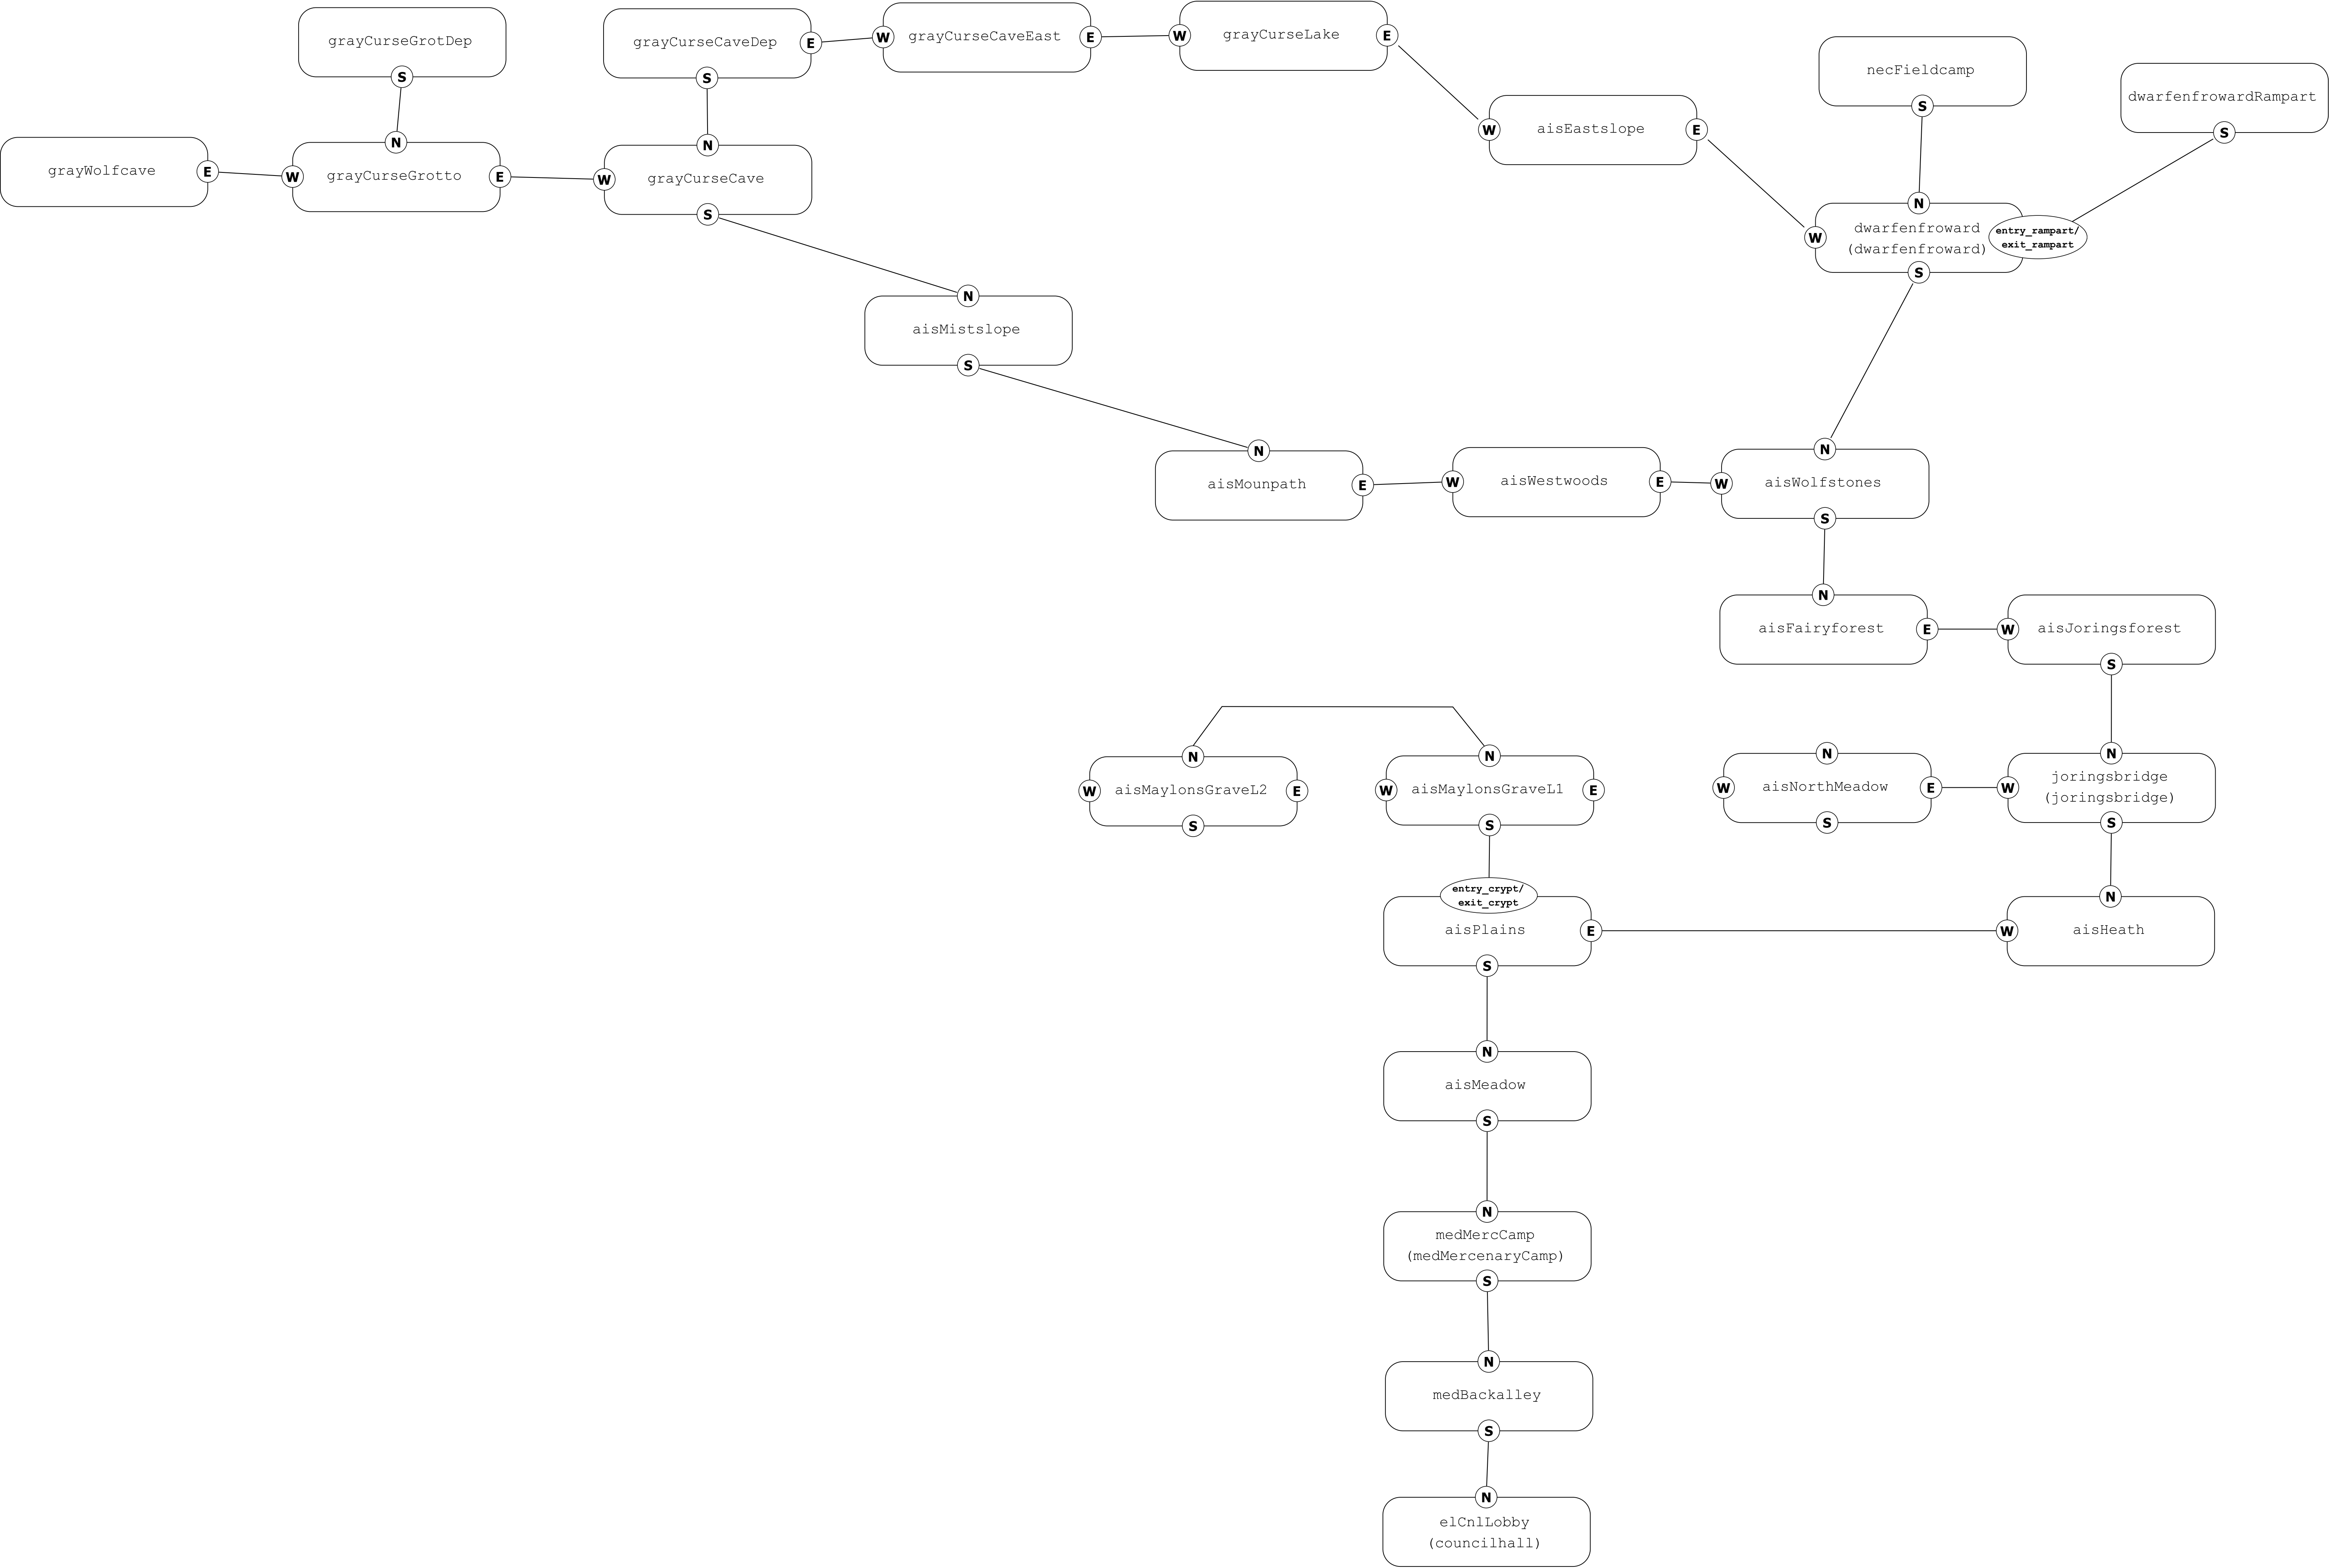 grayCurseGrotDep
S
grayCurseCaveDep
E
S
W
grayCurseCaveEast
E
W
grayCurseLake
E
necFieldcamp
S
dwarfenfrowardRampart
S
W
aisEastslope
E
grayWolfcave
E
N
W
grayCurseGrotto
E
N
W
grayCurseCave
S
N
W
dwarfenfroward
(dwarfenfroward)
entry_rampart/
exit_rampart
S
N
aisMistslope
S
N
aisMounpath
E
W
aisWestwoods
E
N
W
aisWolfstones
S
N
aisFairyforest
E
W
aisJoringsforest
S
N
W
aisMaylonsGraveL2
E
S
N
W
aisMaylonsGraveL1
E
S
N
W
aisNorthMeadow
E
S
N
W
joringsbridge
(joringsbridge)
S
entry_crypt/
exit_crypt
aisPlains
E
S
N
W
aisHeath
N
aisMeadow
S
N
medMercCamp
(medMercenaryCamp)
S
N
medBackalley
S
N
elCnlLobby
(councilhall)